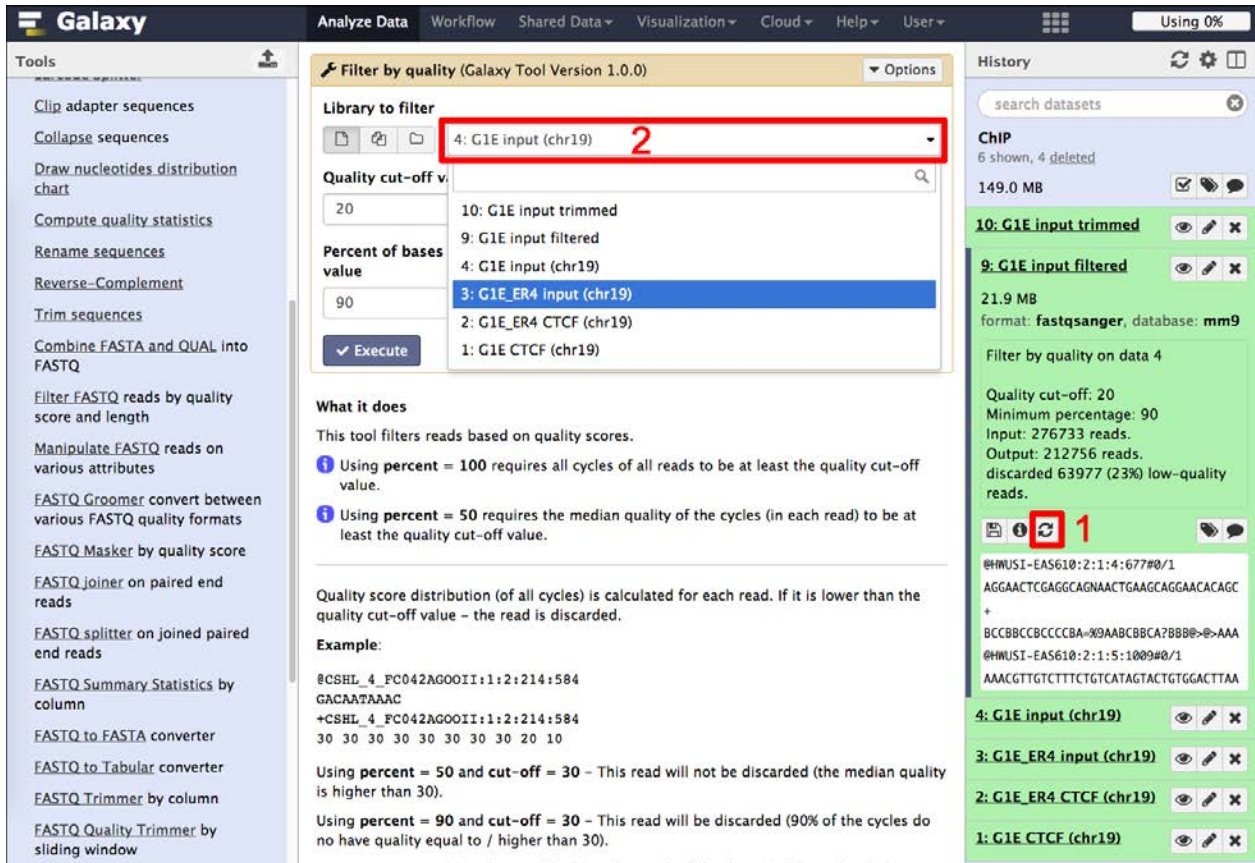 Galaxy
Analyze Data Workflow Shared Data Visualization Cloud Help User
Using 0%
Tools
Clip adapter sequences
Collapse sequences
Draw nucleotides distribution
chart
Compute quality statistics
Rename sequences
Reverse-Complement
Trim sequences
Combine FASTA and QUAL into
FASTQ
Filter FASTQ reads by quality
score and length
Manipulate FASTQ reads on
various attributes
FASTQ Groomer convert between
various FASTQ quality formats
FASTQ Masker by quality score
FASTQ joiner on paired end
reads
FASTQ splitter on joined paired
end reads
FASTQ Summary Statistics by
column
FASTQ to FASTA converter
FASTQ to Tabular converter
FASTQ Trimmer by column
FASTQ Quality Trimmer by
sliding window
Filter by quality (Galaxy Tool Version 1.0.0)
Options
Library to filter
4: G1E input (chr19)
2
Quality cut-off v
20
Percent of bases
value
90
Execute
10: G1E input trimmed
9: G1E input filtered
4: G1E input (chr19)
3: G1E_ER4 input (chr19)
2: G1E_ER4 CTCF (chr19)
1: G1E CTCF (chr19)
What it does
This tool filters reads based on quality scores.
Using percent = 100 requires all cycles of all reads to be at least the quality cut-off
value.
Using percent = 50 requires the median quality of the cycles (in each read) to be at
least the quality cut-off value.
Quality score distribution (of all cycles) is calculated for each read. If it is lower than the
quality cut-off value – the read is discarded.
Example:
@CSHL_4_FC042AGOOII:1:2:214:584
GACAATAAAC
+CSHL_4_FC042AGOOII:1:2:214:584
30 30 30 30 30 30 30 30 20 10
Using percent = 50 and cut-off = 30 – This read will not be discarded (the median quality
is higher than 30).
Using percent = 90 and cut-off = 30 – This read will be discarded (90% of the cycles do
no have quality equal to / higher than 30).
History
search datasets
ChIP
6 shown, 4 deleted
149.0 MB
10: G1E input trimmed
9: G1E input filtered
21.9 MB
format: fastqsanger, database: mm9
Filter by quality on data 4
Quality cut-off: 20
Minimum percentage: 90
Input: 276733 reads.
Output: 212756 reads.
discarded 63977 (23%) low-quality
reads.
1
@HWUSI-EAS610:2:1:4:677#0/1
AGGAACTCGAGGCAGNAACTGAAGCAGGAACACAGC
+
BCCBBCCBCCCCBA=%9AABCBBCA?BBB@>@>AAA
@HWUSI-EAS610:2:1:5:1009#0/1
AAACGTTGTCTTTCTGTCATAGTACTGTGGACTTAA
4: G1E input (chr19)
3: G1E_ER4 input (chr19)
2: G1E_ER4 CTCF (chr19)
1: G1E CTCF (chr19)